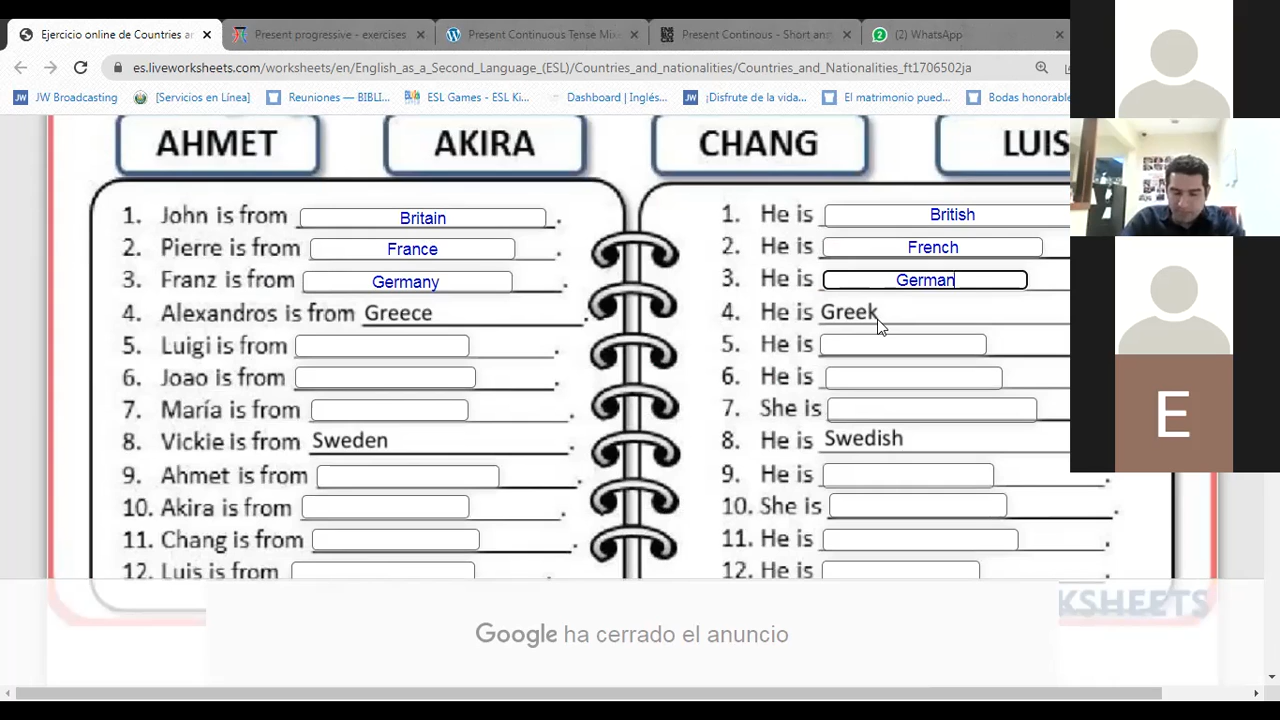 Ejercicio online de Countries ar
Present progressive - exercises
Present Continuous Tense Mixe
Present Continous - Short ans
(2) WhatsApp
es.liveworksheets.com/worksheets/en/English_as_a_Second_Language_(ESL)/Countries_and_nationalities/Countries_and_Nationalities_ft1706502ja
JW Broadcasting
[Servicios en Línea]
Reuniones — BIBLI...
ESL Games - ESL Ki...
Dashboard | Inglés...
¡Disfrute de la vida...
El matrimonio pued...
Bodas honorable
AHMET
AKIRA
CHANG
LUIS
1. John is from Britain .
2. Pierre is from France .
3. Franz is from Germany .
4. Alexandros is from Greece .
5. Luigi is from .
6. Joao is from .
7. María is from .
8. Vickie is from Sweden .
9. Ahmet is from .
10. Akira is from .
11. Chang is from .
12. Luis is from .
1. He is British
2. He is French
3. He is German
4. He is Greek
5. He is
6. He is
7. She is
8. He is Swedish
9. He is .
10. She is .
11. He is .
12. He is .
E
KSHEETS
Google ha cerrado el anuncio